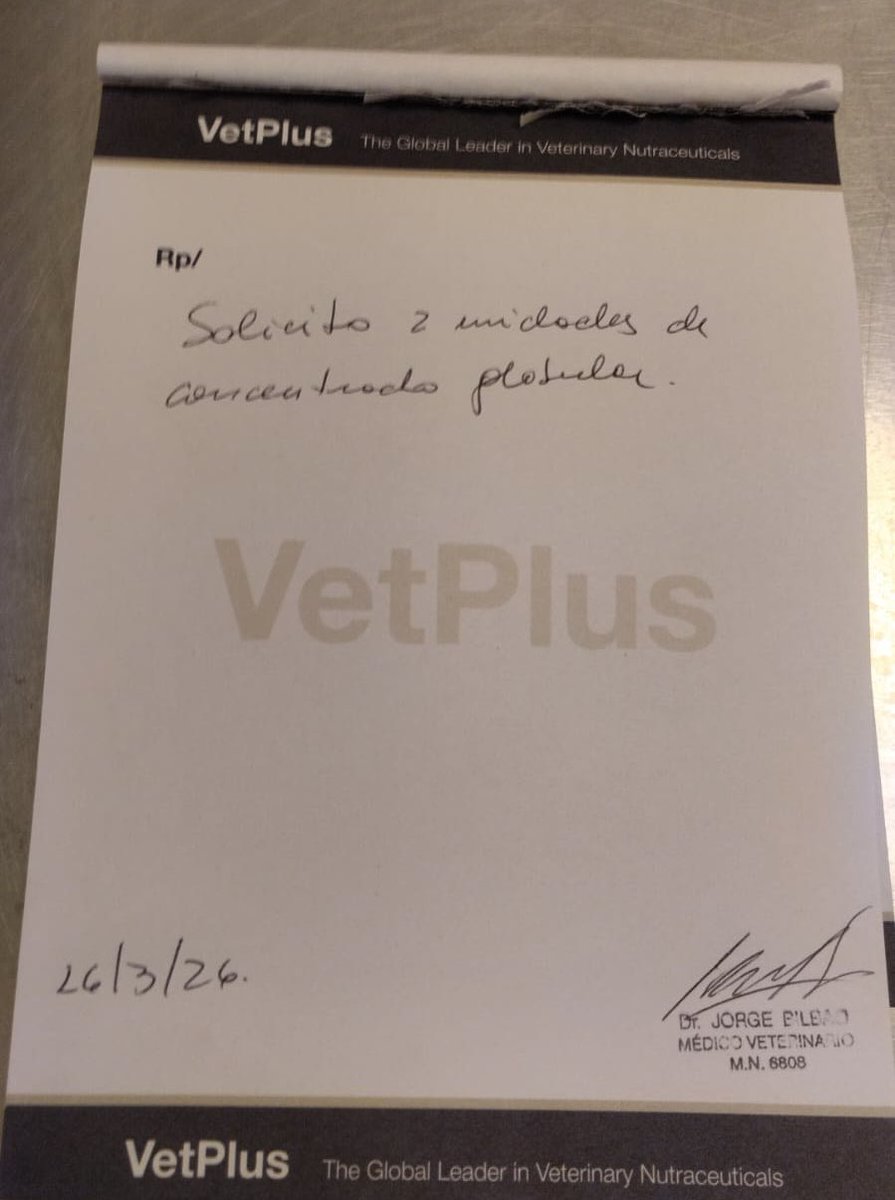 VetPlus The Global Leader in Veterinary Nutraceuticals
Rp/
Solicito 2 unidades de
concentrado globular.
VetPlus
26/3/26.
Dr. JORGE BILBAO
MÉDICO VETERINARIO
M.N. 6808
VetPlus The Global Leader in Veterinary Nutraceuticals